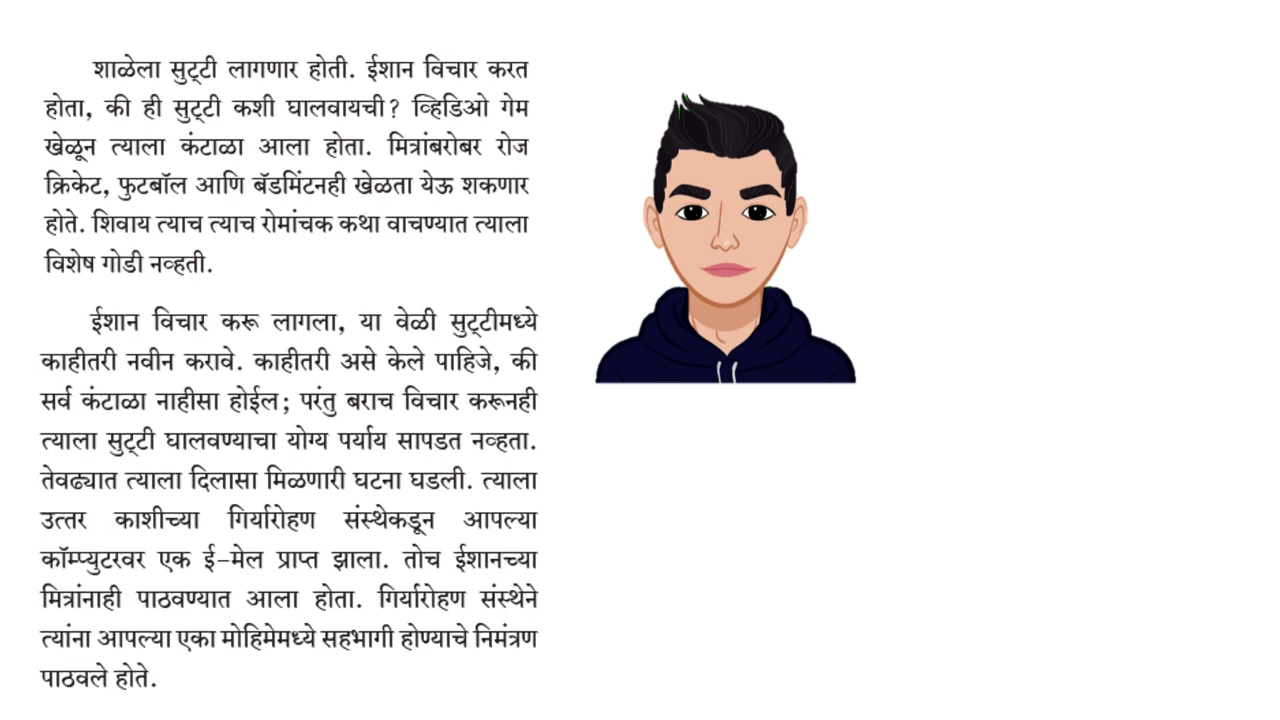 शाळेला सुट्टी लागणार होती. ईशान विचार करत
होता, की ही सुट्टी कशी घालवायची? व्हिडिओ गेम
खेळून त्याला कंटाळा आला होता. मित्रांबरोबर रोज
क्रिकेट, फुटबॉल आणि बॅडमिंटनही खेळता येऊ शकणार
होते. शिवाय त्याच त्याच रोमांचक कथा वाचण्यात त्याला
विशेष गोडी नव्हती.
ईशान विचार करू लागला, या वेळी सुट्टीमध्ये
काहीतरी नवीन करावे. काहीतरी असे केले पाहिजे, की
सर्व कंटाळा नाहीसा होईल; परंतु बराच विचार करूनही
त्याला सुट्टी घालवण्याचा योग्य पर्याय सापडत नव्हता.
तेवढ्यात त्याला दिलासा मिळणारी घटना घडली. त्याला
उत्तर काशीच्या गिर्यारोहण संस्थेकडून आपल्या
कॉम्प्युटरवर एक ई-मेल प्राप्त झाला. तोच ईशानच्या
मित्रांनाही पाठवण्यात आला होता. गिर्यारोहण संस्थेने
त्यांना आपल्या एका मोहिमेमध्ये सहभागी होण्याचे निमंत्रण
पाठवले होते.